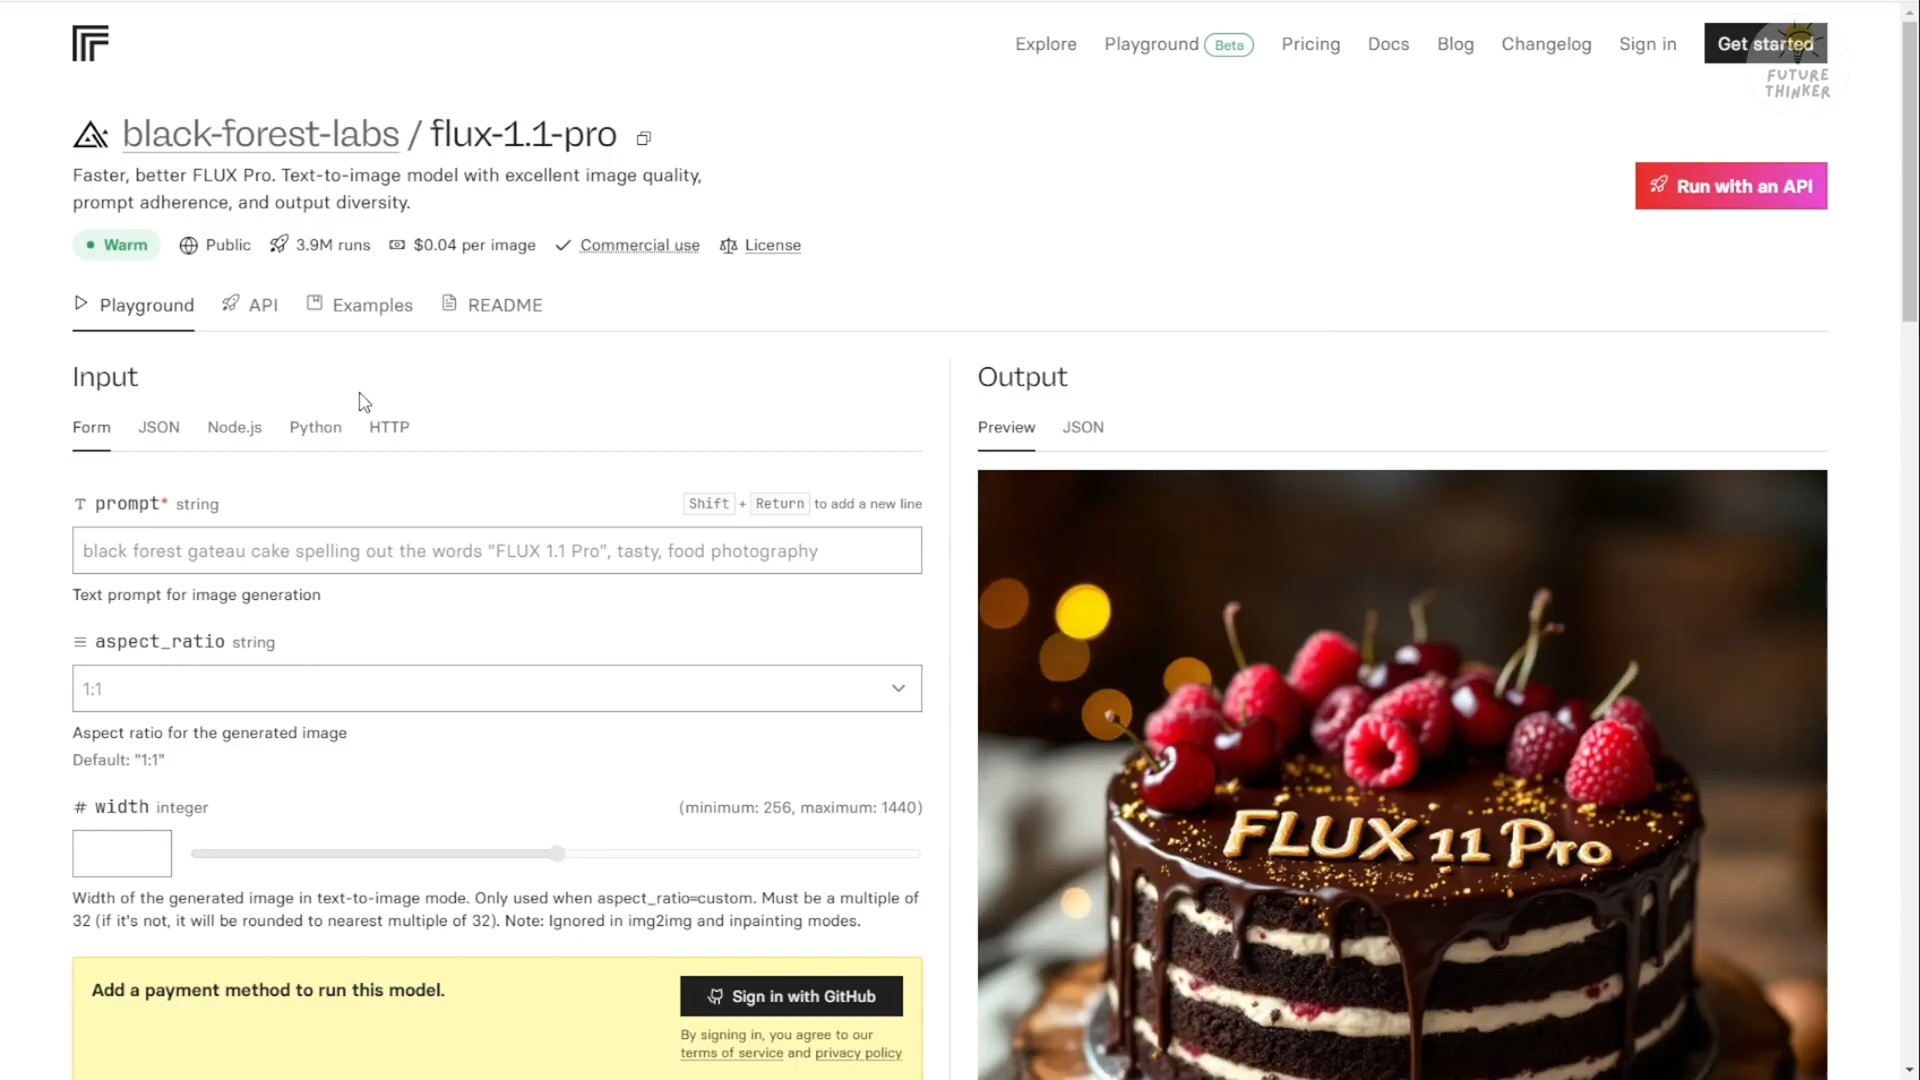 Explore Playground Beta Pricing Docs Blog Changelog Sign in Get started
FUTURE
THINKER
black-forest-labs / flux-1.1-pro
Faster, better FLUX Pro. Text-to-image model with excellent image quality,
prompt adherence, and output diversity.
Run with an API
Warm Public 3.9M runs $0.04 per image Commercial use License
Playground API Examples README
Input
Form JSON Node.js Python HTTP
prompt* string Shift + Return to add a new line
black forest gateau cake spelling out the words "FLUX 1.1 Pro", tasty, food photography
Text prompt for image generation
aspect_ratio string
1:1
Aspect ratio for the generated image
Default: "1:1"
# width integer (minimum: 256, maximum: 1440)
Width of the generated image in text-to-image mode. Only used when aspect_ratio=custom. Must be a multiple of
32 (if it's not, it will be rounded to nearest multiple of 32). Note: Ignored in img2img and inpainting modes.
Add a payment method to run this model.
Sign in with GitHub
By signing in, you agree to our
terms of service and privacy policy
Output
Preview JSON
FLUX 11 Pro